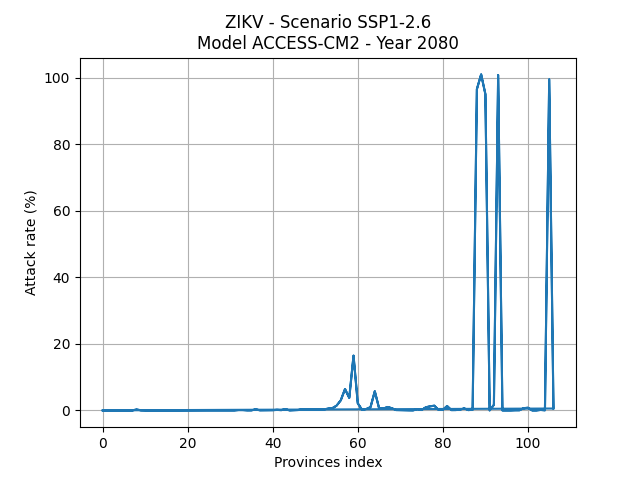 ZIKV - Scenario SSP1-2.6
Model ACCESS-CM2 - Year 2080
Attack rate (%)
100
80
60
40
20
0
0 20 40 60 80 100
Provinces index